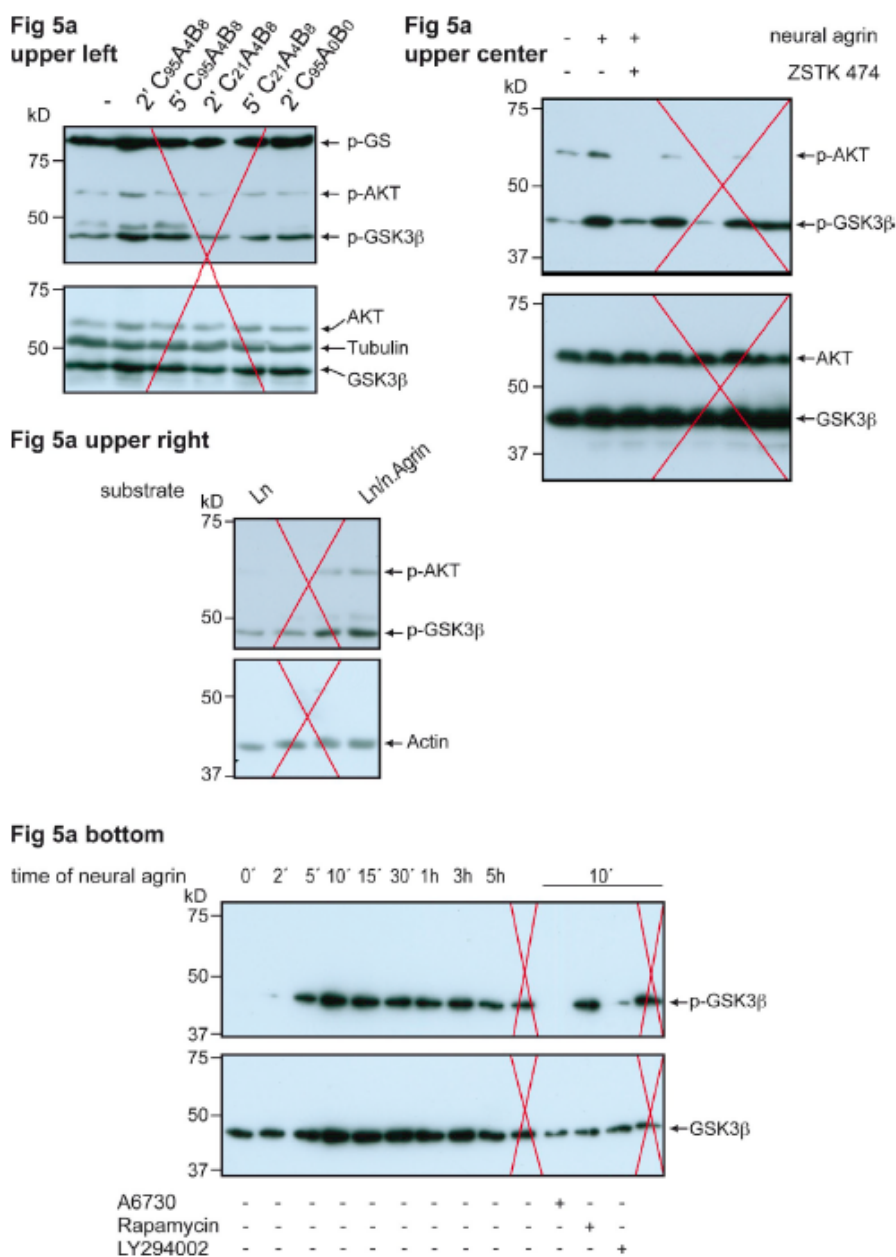 Fig 5a
upper left
- 2' C95A4B8 5' C95A4B8 2' C21A4B8 5' C21A4B8 2' C95A0B0
kD
75
50
p-GS
p-AKT
p-GSK3β
75
50
AKT
Tubulin
GSK3β
Fig 5a
upper center
- + + neural agrin
- - + ZSTK 474
kD
75
50
37
p-AKT
p-GSK3β
75
50
37
AKT
GSK3β
Fig 5a upper right
substrate Ln Ln/n.Agrin
kD
75
50
p-AKT
p-GSK3β
50
37
Actin
Fig 5a bottom
time of neural agrin 0´ 2´ 5´ 10´ 15´ 30´ 1h 3h 5h 10´
kD
75
50
37
p-GSK3β
75
50
37
GSK3β
A6730 - - - - - - - - - - + - - -
Rapamycin - - - - - - - - - - - + - -
LY294002 - - - - - - - - - - - - + -